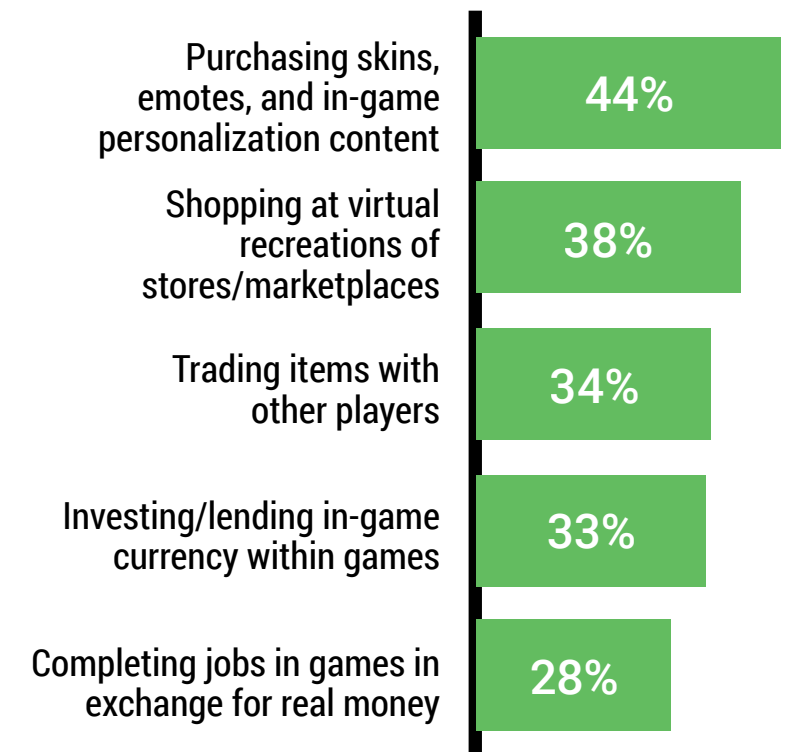 Purchasing skins,
emotes, and in-game
personalization content
44%
Shopping at virtual
recreations of
stores/marketplaces
38%
Trading items with
other players
34%
Investing/lending in-game
currency within games
33%
Completing jobs in games in
exchange for real money
28%